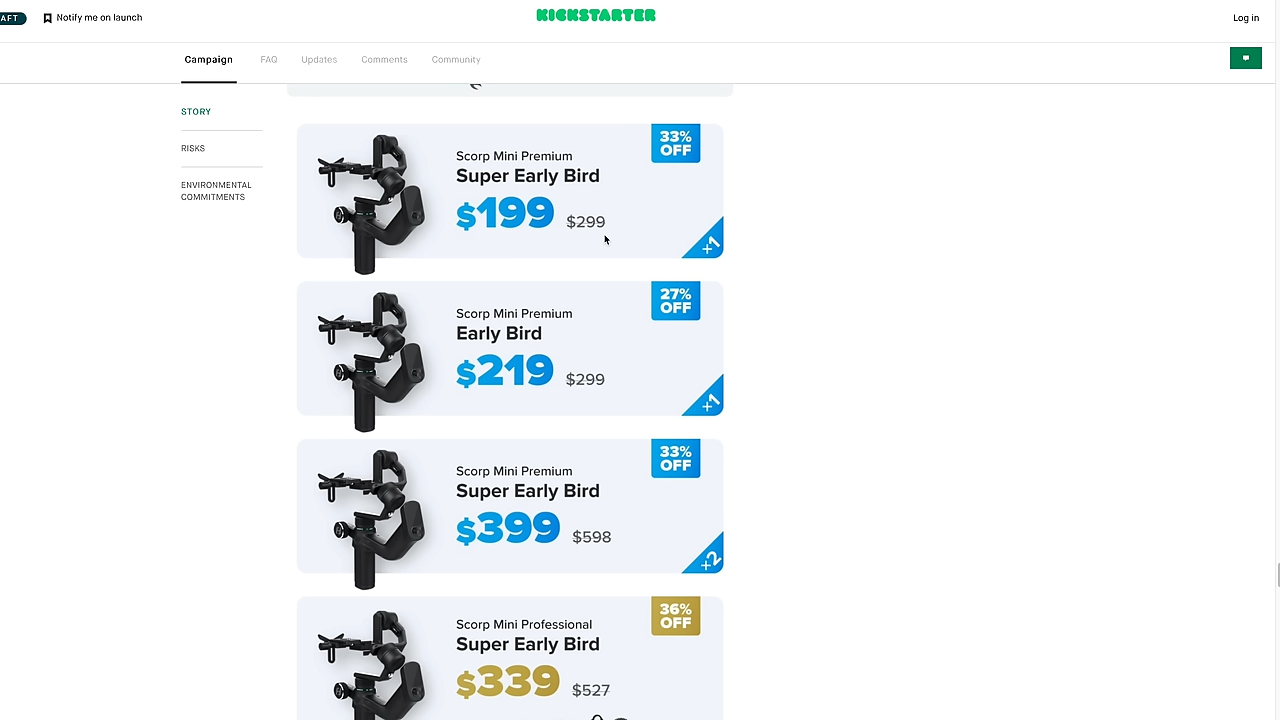 AFT
Notify me on launch
KICKSTARTER
Log in
Campaign
FAQ
Updates
Comments
Community
STORY
RISKS
ENVIRONMENTAL
COMMITMENTS
33%
OFF
Scorp Mini Premium
Super Early Bird
$199 $299
+1
27%
OFF
Scorp Mini Premium
Early Bird
$219 $299
+1
33%
OFF
Scorp Mini Premium
Super Early Bird
$399 $598
+2
36%
OFF
Scorp Mini Professional
Super Early Bird
$339 $527